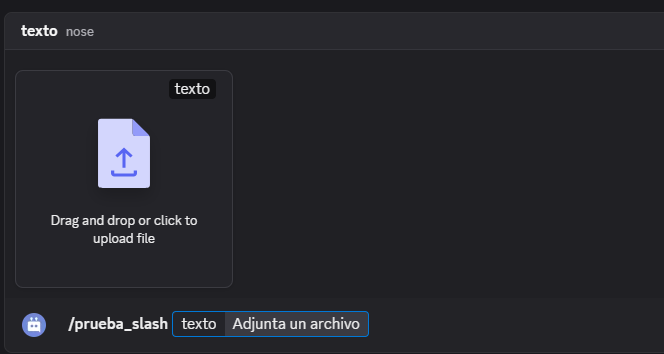 texto nose
texto
Drag and drop or click to
upload file
/prueba_slash texto Adjunta un archivo